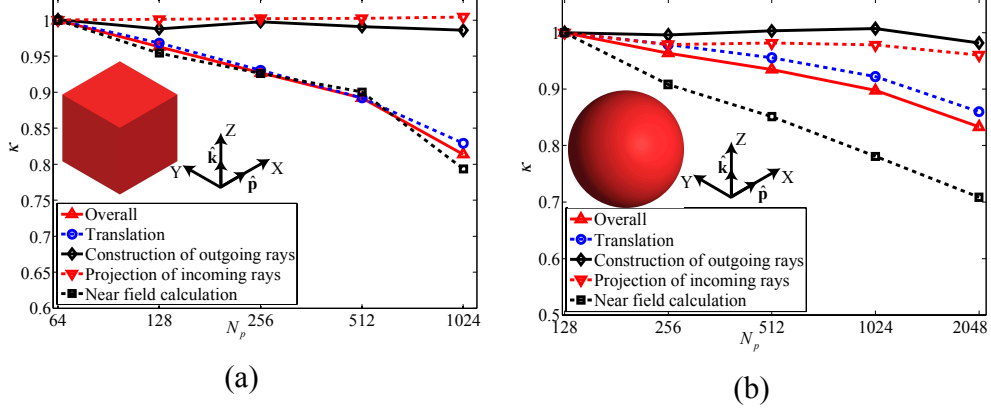 1
0.95
0.9
0.85
0.8
0.75
0.7
0.65
0.6
κ
Z
k̂
X
Y
p̂
Overall
Translation
Construction of outgoing rays
Projection of incoming rays
Near field calculation
64
128
256
512
1024
N_p
(a)
1
0.9
0.8
0.7
0.6
0.5
κ
Z
k̂
X
Y
p̂
Overall
Translation
Construction of outgoing rays
Projection of incoming rays
Near field calculation
128
256
512
1024
2048
N_p
(b)